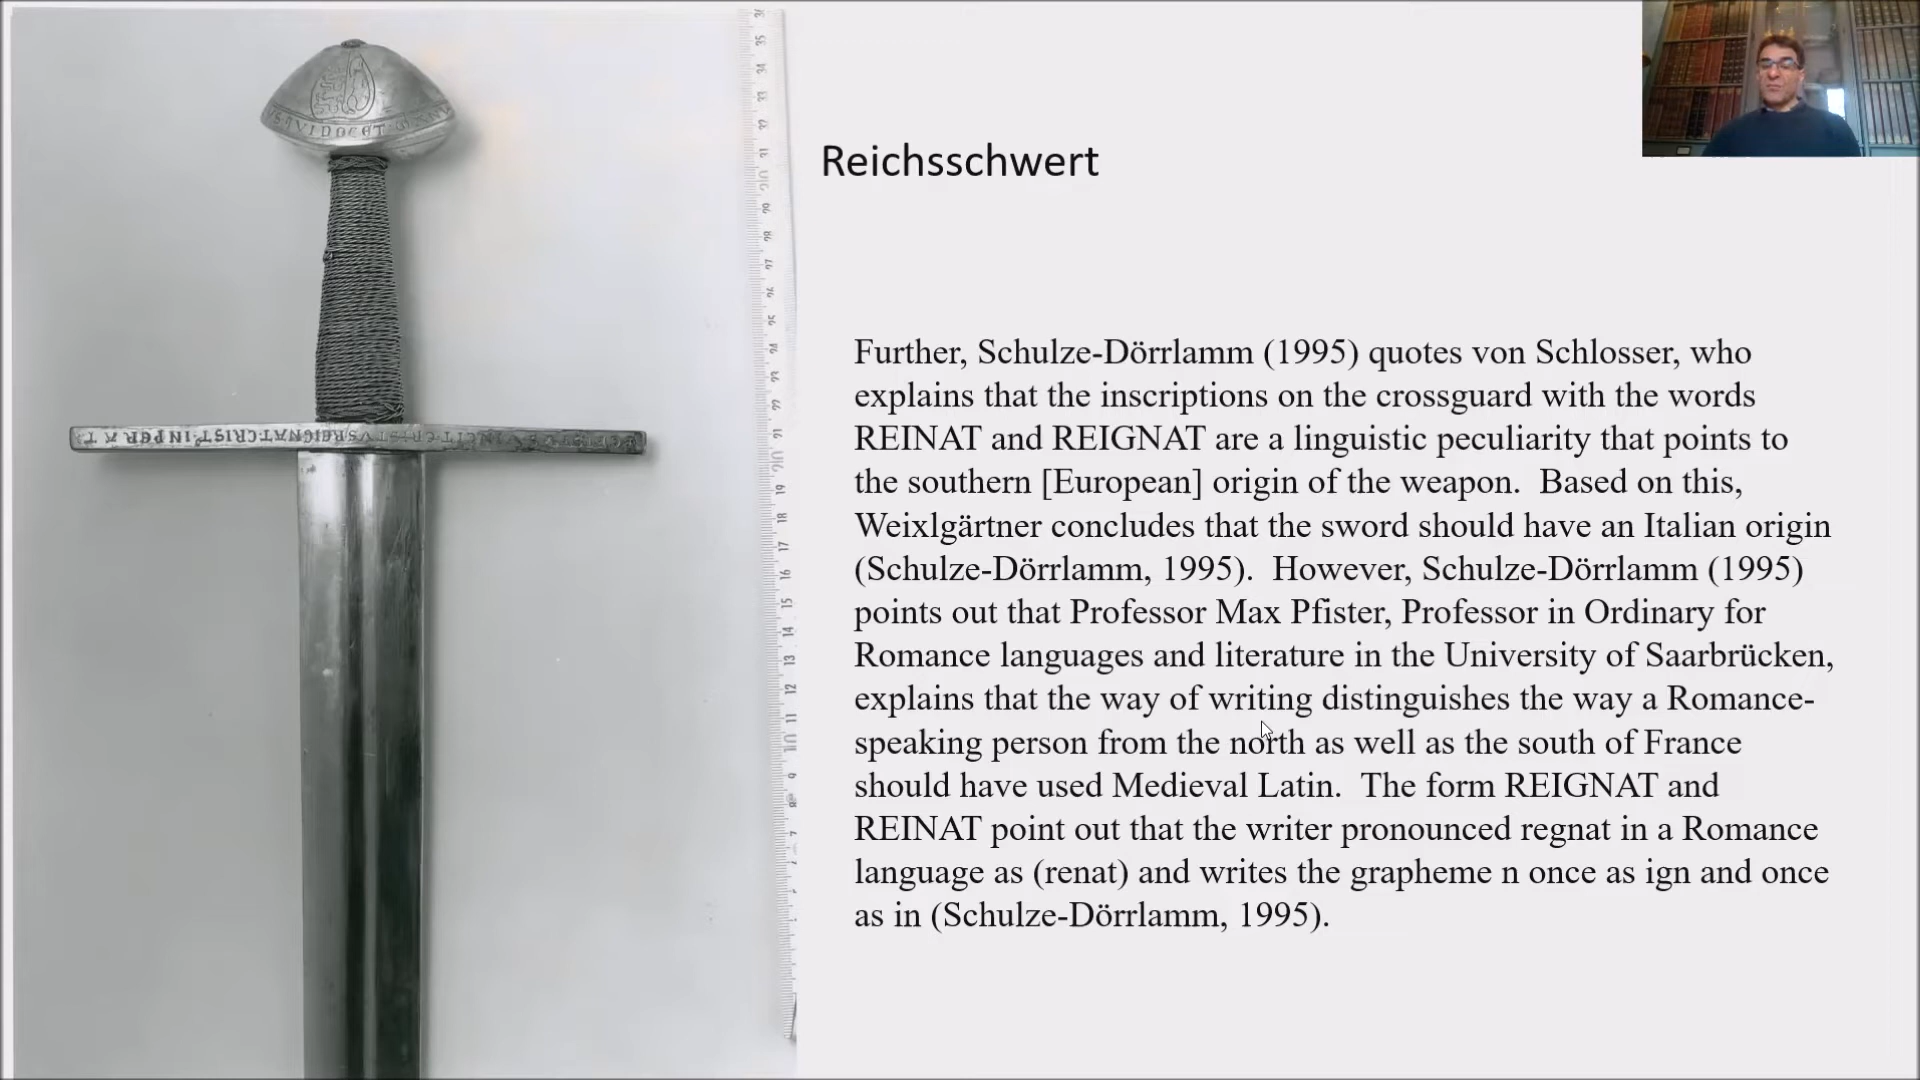 Reichsschwert
Further, Schulze-Dörrlamm (1995) quotes von Schlosser, who
explains that the inscriptions on the crossguard with the words
REINAT and REIGNAT are a linguistic peculiarity that points to
the southern [European] origin of the weapon.  Based on this,
Weixlgärtner concludes that the sword should have an Italian origin
(Schulze-Dörrlamm, 1995).  However, Schulze-Dörrlamm (1995)
points out that Professor Max Pfister, Professor in Ordinary for
Romance languages and literature in the University of Saarbrücken,
explains that the way of writing distinguishes the way a Romance-
speaking person from the north as well as the south of France
should have used Medieval Latin.  The form REIGNAT and
REINAT point out that the writer pronounced regnat in a Romance
language as (renat) and writes the grapheme n once as ign and once
as in (Schulze-Dörrlamm, 1995).